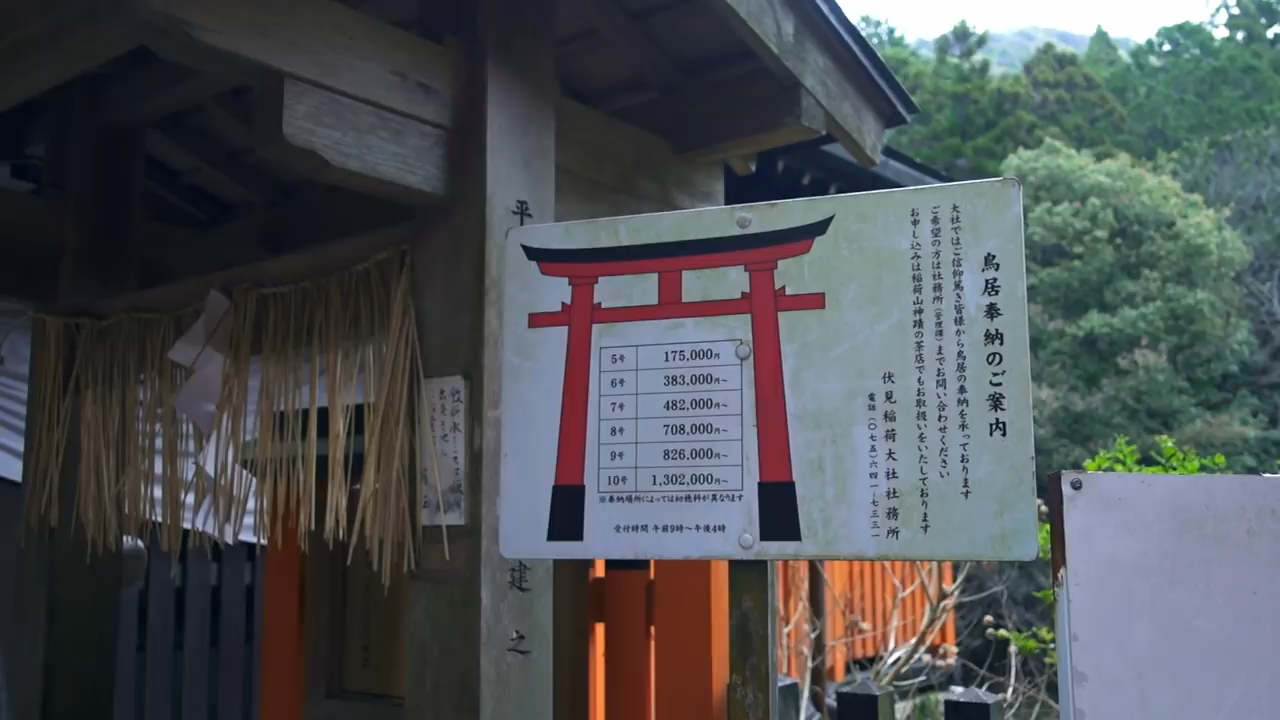 鳥居奉納のご案内
大社ではご信仰篤き皆様から鳥居の奉納を承っております
ご希望の方は社務所(管理課)までお問い合わせください
お申し込みは稲荷山神蹟の茶店でもお取扱いをいたしております
伏見稲荷大社社務所
電話(〇七五)六四一-七三三一
5号 175,000円~
6号 383,000円~
7号 482,000円~
8号 708,000円~
9号 826,000円~
10号 1,302,000円~
※奉納場所によっては初穂料が異なります
受付時間 午前9時~午後4時
平
建之